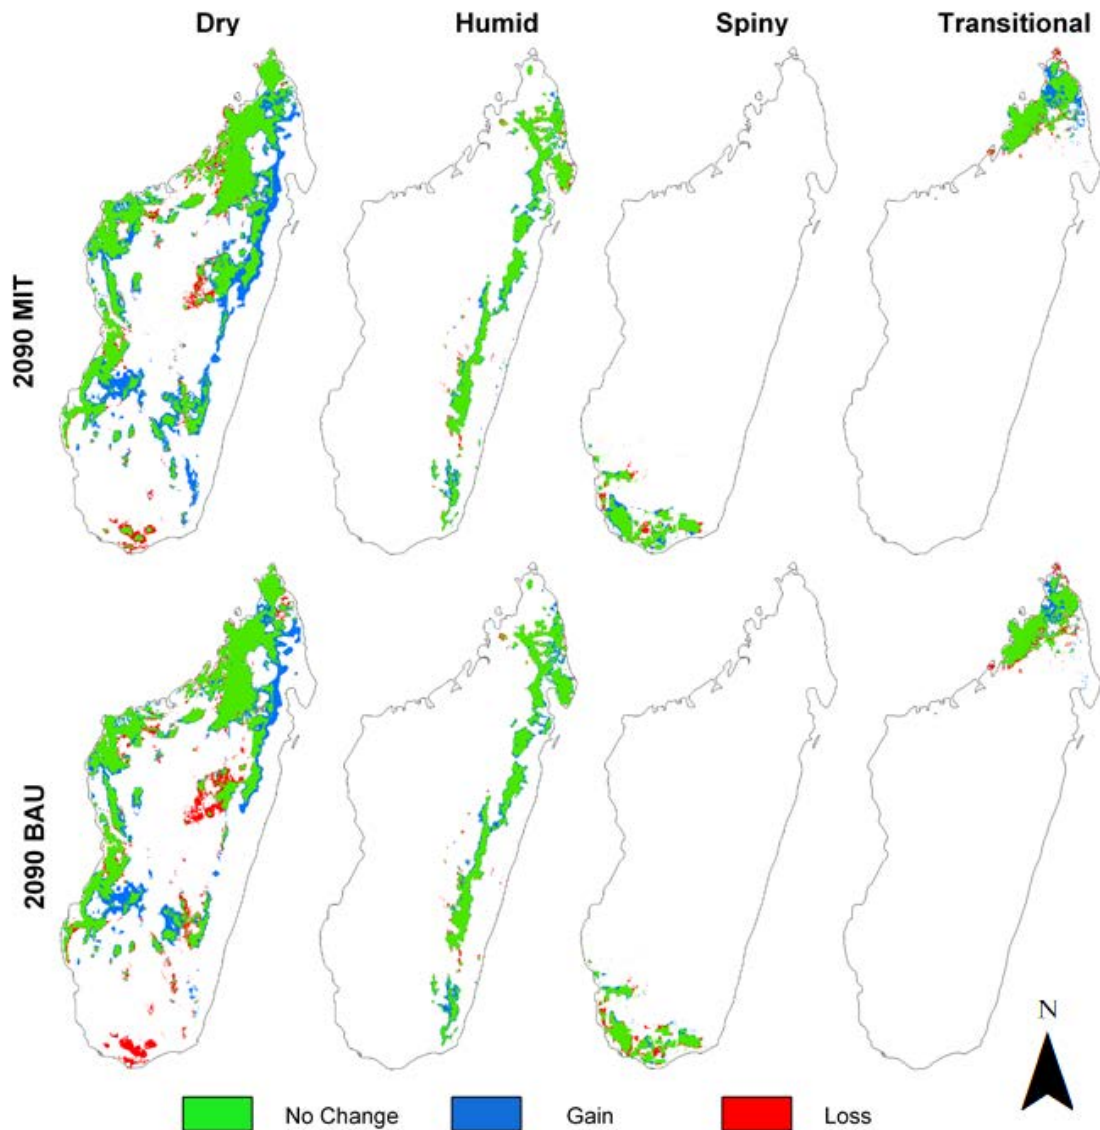 Dry Humid Spiny Transitional
2090 MIT
2090 BAU
N
No Change Gain Loss